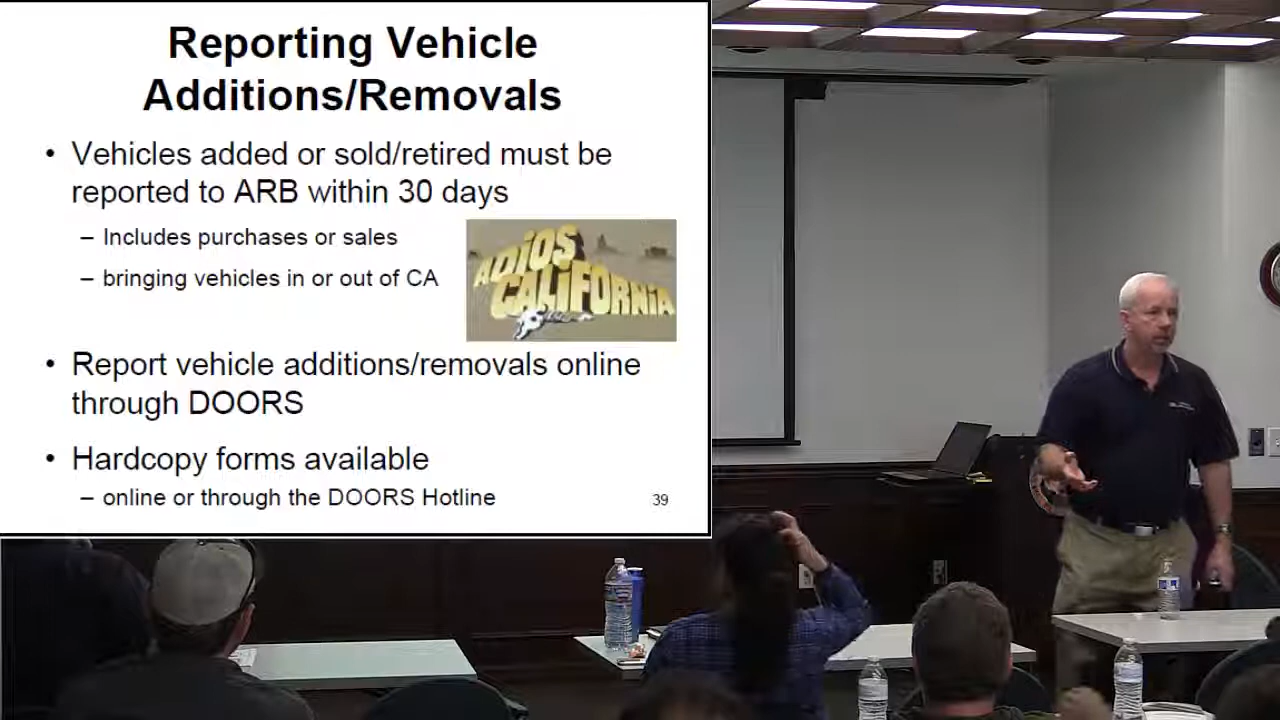 Reporting Vehicle
Additions/Removals
• Vehicles added or sold/retired must be
reported to ARB within 30 days
– Includes purchases or sales
– bringing vehicles in or out of CA
ADIOS
CALIFORNIA
• Report vehicle additions/removals online
through DOORS
• Hardcopy forms available
– online or through the DOORS Hotline
39